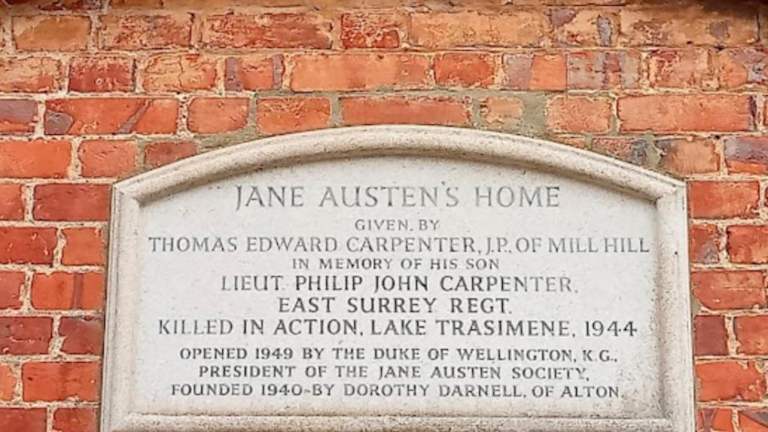 JANE AUSTEN'S HOME
GIVEN, BY
THOMAS EDWARD CARPENTER, J.P., OF MILL HILL
IN MEMORY OF HIS SON
LIEUT. PHILIP JOHN CARPENTER,
EAST SURREY REGT.
KILLED IN ACTION, LAKE TRASIMENE, 1944
OPENED 1949 BY THE DUKE OF WELLINGTON, K.G.,
PRESIDENT OF THE JANE AUSTEN SOCIETY,
FOUNDED 1940-BY DOROTHY DARNELL, OF ALTON.